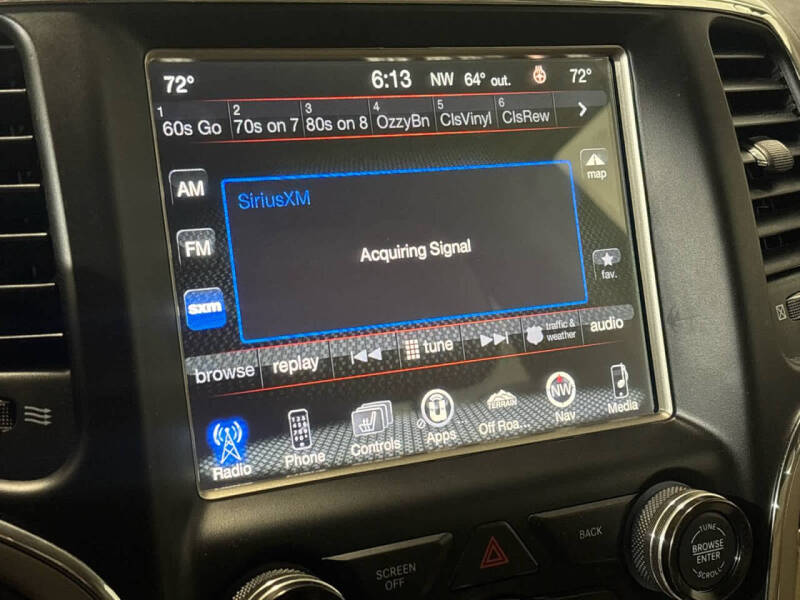 72° 6:13 NW 64° out. 72°
1 2 3 4 5 6
60s Go 70s on 7 80s on 8 OzzyBn ClsVinyl ClsRew
AM
SiriusXM
map
Acquiring Signal
FM
fav.
sxm
browse replay tune traffic & weather audio
TERRAIN NW
Radio Phone Controls Apps Off Roa... Nav Media
SCREEN OFF
BACK
TUNE
BROWSE
ENTER
SCROLL